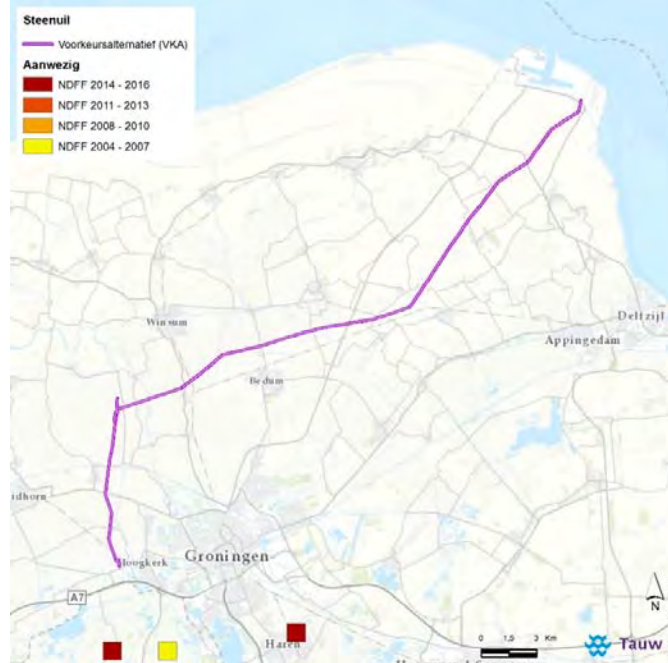 Steenuil
Voorkeursalternatief (VKA)
Aanwezig
NDFF 2014 - 2016
NDFF 2011 - 2013
NDFF 2008 - 2010
NDFF 2004 - 2007
Winsum
Delfzijl
Appingedam
Bedum
idhorn
Hoogkerk
Groningen
A7
Haren
N
0 1,5 3 Km
Tauw